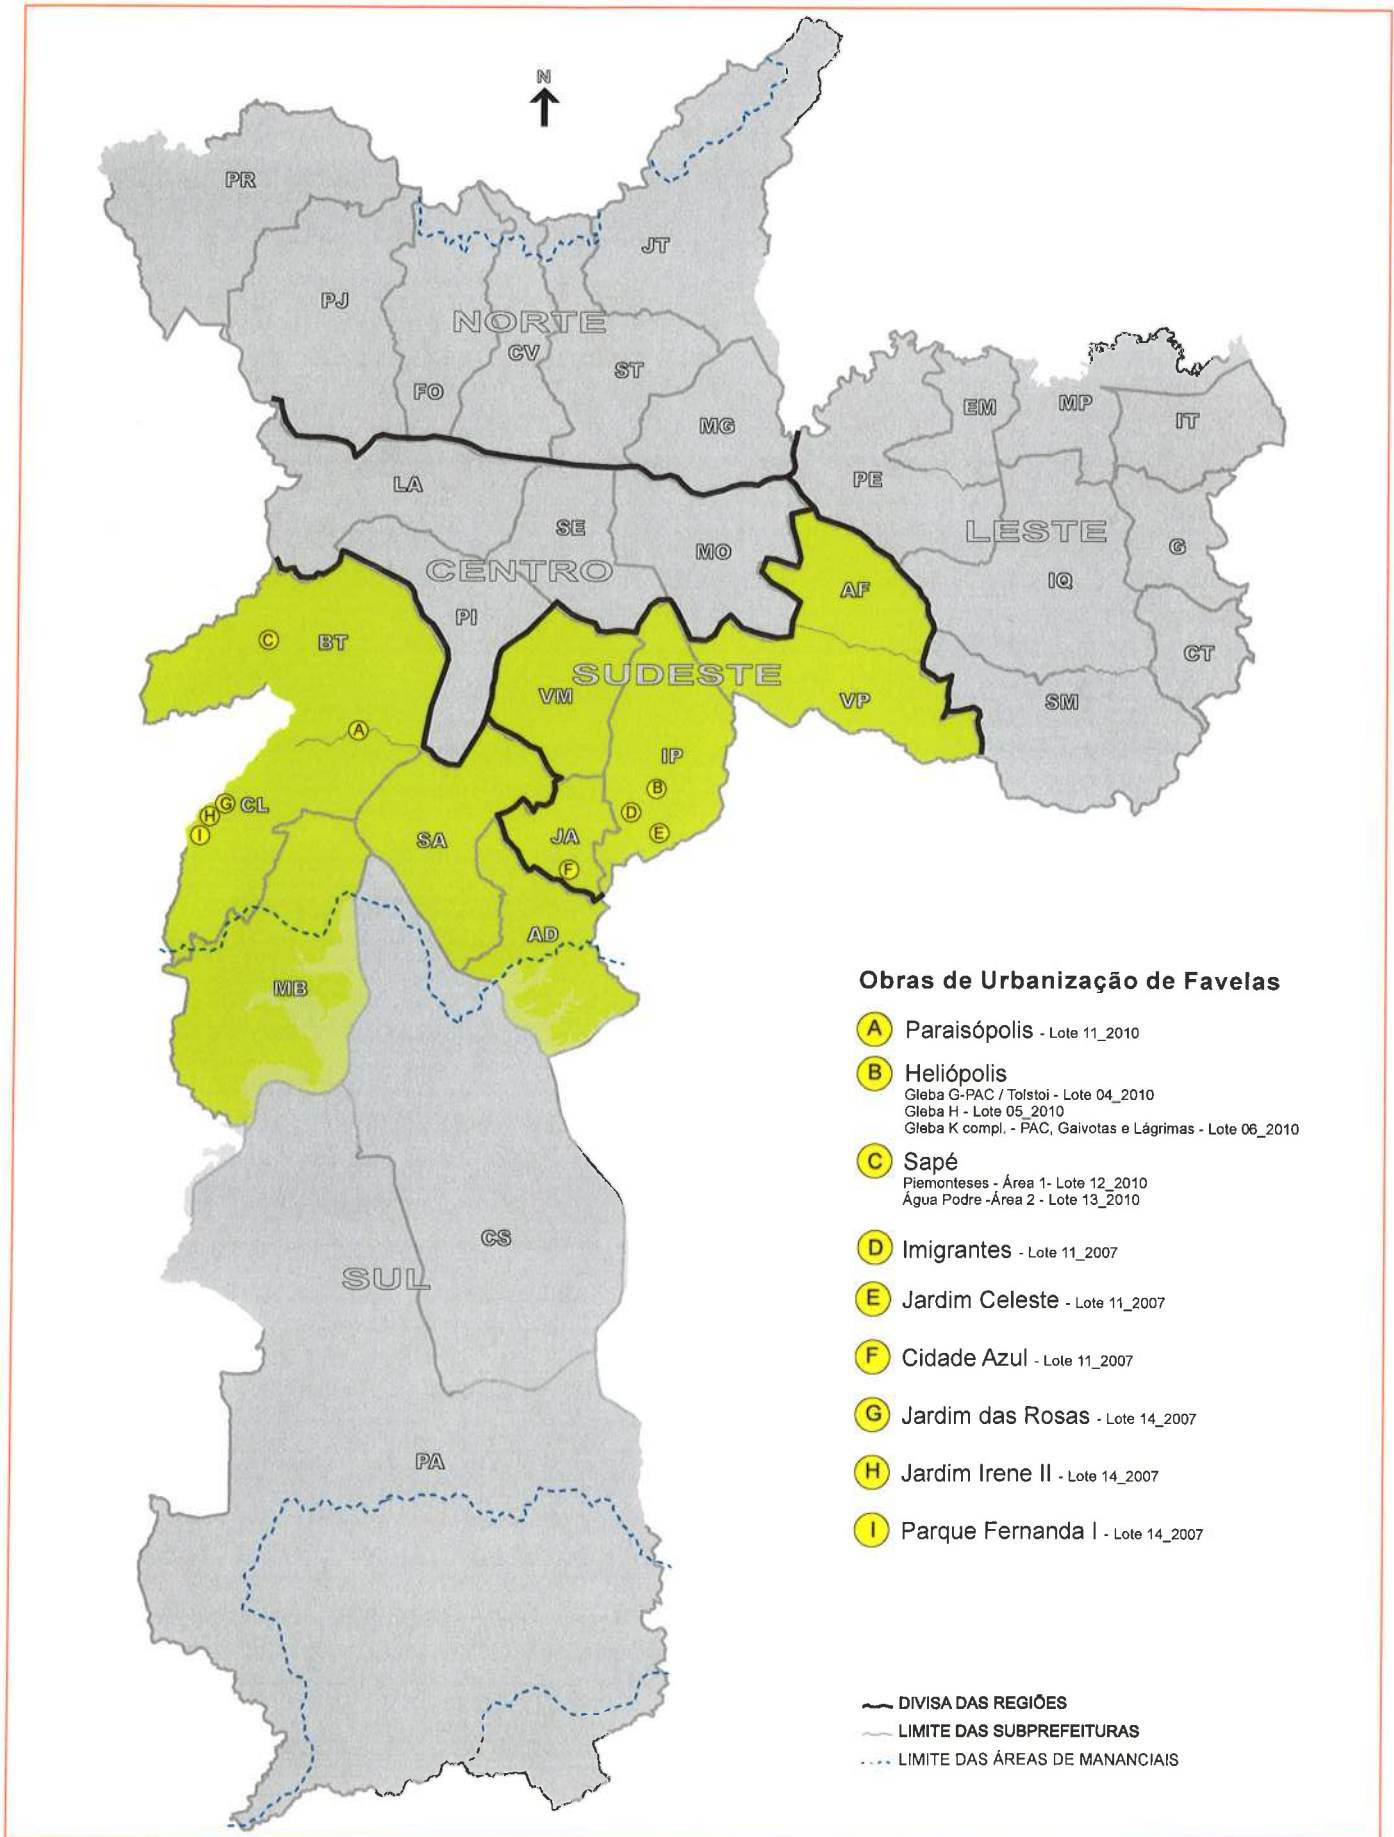 N
PR
JT
PJ
NORTE
CV
ST
FO
MG
EM
MP
IT
PE
LA
SE
MO
LESTE
G
CENTRO
IQ
AF
PI
C
BT
CT
SUDESTE
VM
VP
SM
A
IP
B
G
CL
H
D
I
SA
JA
E
F
AD
MB
CS
SUL
PA
Obras de Urbanização de Favelas
A Paraisópolis - Lote 11_2010
B Heliópolis
Gleba G-PAC / Tolstoi - Lote 04_2010
Gleba H - Lote 05_2010
Gleba K compl. - PAC, Gaivotas e Lágrimas - Lote 06_2010
C Sapé
Piemonteses - Área 1- Lote 12_2010
Água Podre -Área 2 - Lote 13_2010
D Imigrantes - Lote 11_2007
E Jardim Celeste - Lote 11_2007
F Cidade Azul - Lote 11_2007
G Jardim das Rosas - Lote 14_2007
H Jardim Irene II - Lote 14_2007
I Parque Fernanda I - Lote 14_2007
DIVISA DAS REGIÕES
LIMITE DAS SUBPREFEITURAS
LIMITE DAS ÁREAS DE MANANCIAIS